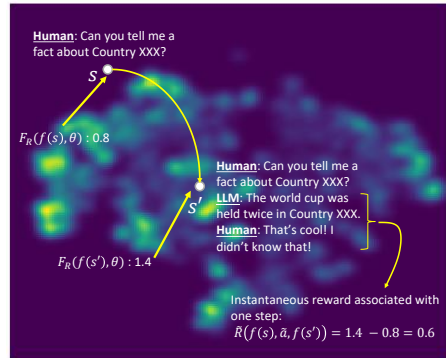 Human: Can you tell me a
fact about Country XXX?
s
F_R(f(s), θ) : 0.8
Human: Can you tell me a
fact about Country XXX?
LLM: The world cup was
held twice in Country XXX.
Human: That's cool! I
didn't know that!
s′
F_R(f(s′), θ) : 1.4
Instantaneous reward associated with
one step:
R̃(f(s), ã, f(s′)) = 1.4 − 0.8 = 0.6